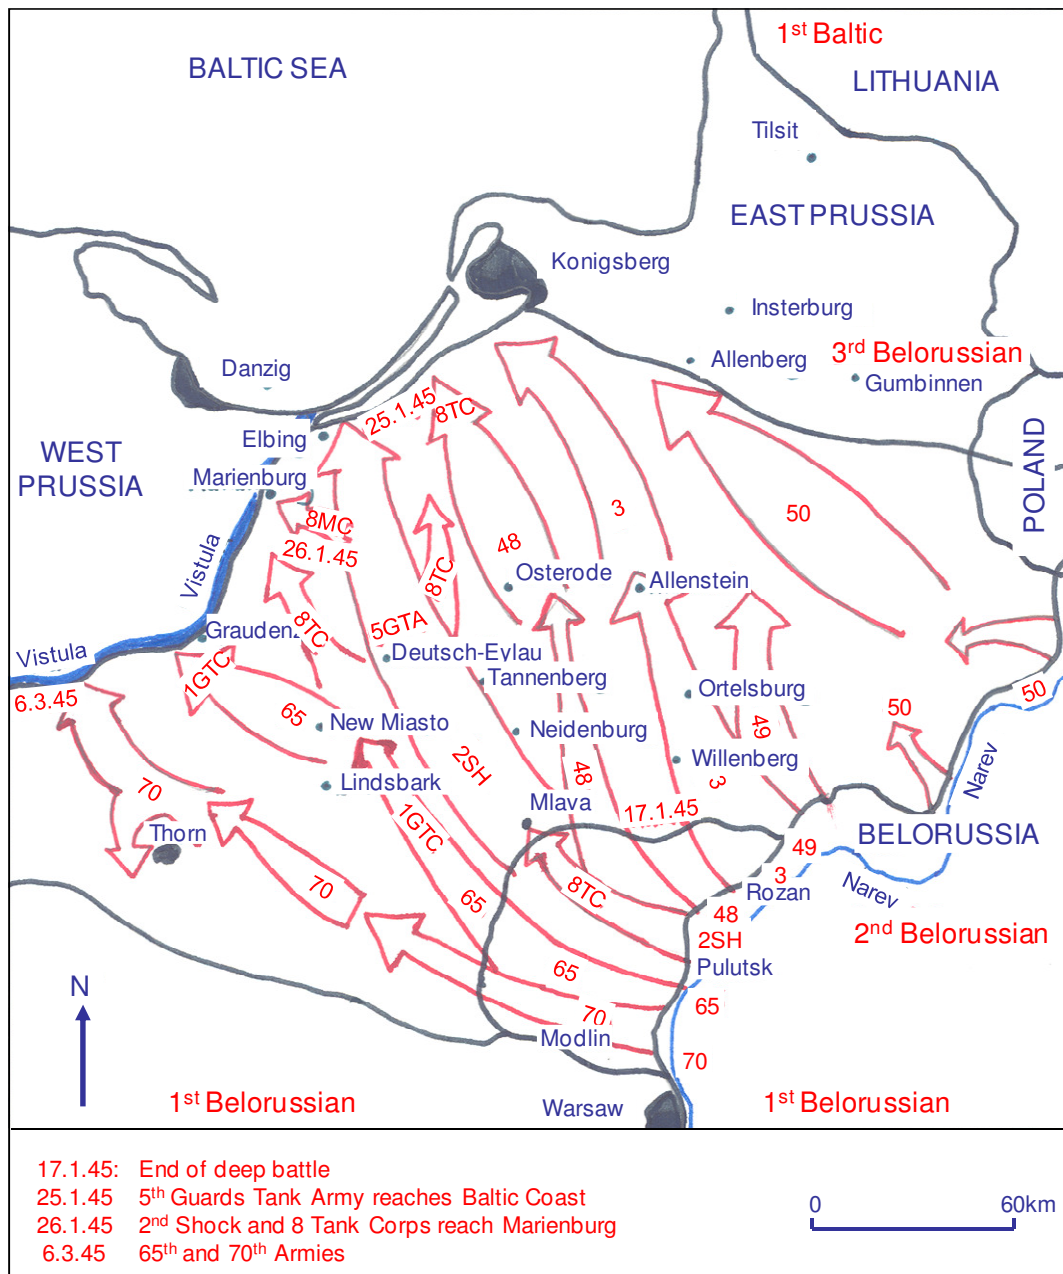 1st Baltic
BALTIC SEA
LITHUANIA
Tilsit
EAST PRUSSIA
Konigsberg
Insterburg
3rd Belorussian
Allenberg
Gumbinnen
Danzig
25.1.45
8TC
Elbing
WEST
PRUSSIA
Marienburg
POLAND
8MC
26.1.45
3
50
48
Vistula
Osterode
Allenstein
8TC
8TC
Graudenz
5GTA
Vistula
Deutsch-Eylau
1GTC
Tannenberg
6.3.45
Ortelsburg
50
50
65
New Miasto
Neidenburg
49
2SH
Willenberg
Narev
48
3
Lindsbark
70
Mlava
17.1.45
1GTC
Thorn
BELORUSSIA
49
3
70
8TC
Rozan
Narev
65
48
2nd Belorussian
2SH
Pulutsk
65
N
65
70
Modlin
70
1st Belorussian
Warsaw
1st Belorussian
17.1.45: End of deep battle
25.1.45 5th Guards Tank Army reaches Baltic Coast
26.1.45 2nd Shock and 8 Tank Corps reach Marienburg
6.3.45 65th and 70th Armies
0 60km